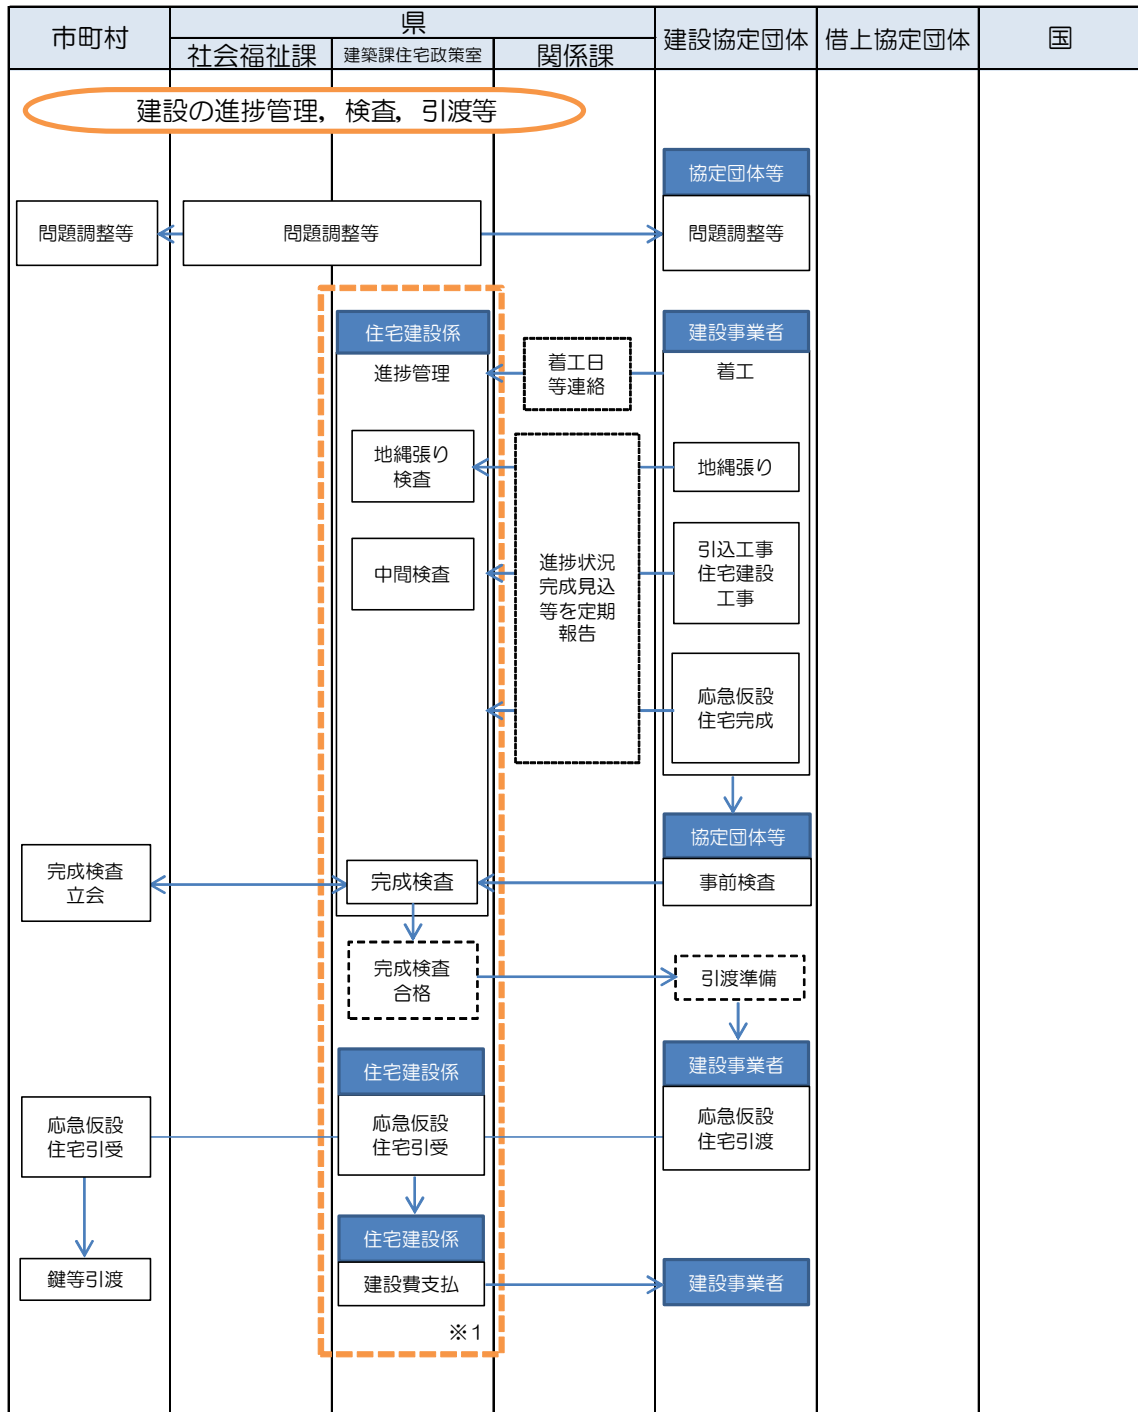 市町村
県
社会福祉課
建築課住宅政策室
関係課
建設協定団体
借上協定団体
国
建設の進捗管理，検査，引渡等
協定団体等
問題調整等
問題調整等
問題調整等
住宅建設係
進捗管理
着工日
等連絡
建設事業者
着工
地縄張り
検査
地縄張り
中間検査
進捗状況
完成見込
等を定期
報告
引込工事
住宅建設
工事
応急仮設
住宅完成
協定団体等
事前検査
完成検査
立会
完成検査
完成検査
合格
引渡準備
住宅建設係
建設事業者
応急仮設
住宅引受
応急仮設
住宅引受
応急仮設
住宅引渡
住宅建設係
鍵等引渡
建設費支払
建設事業者
※1